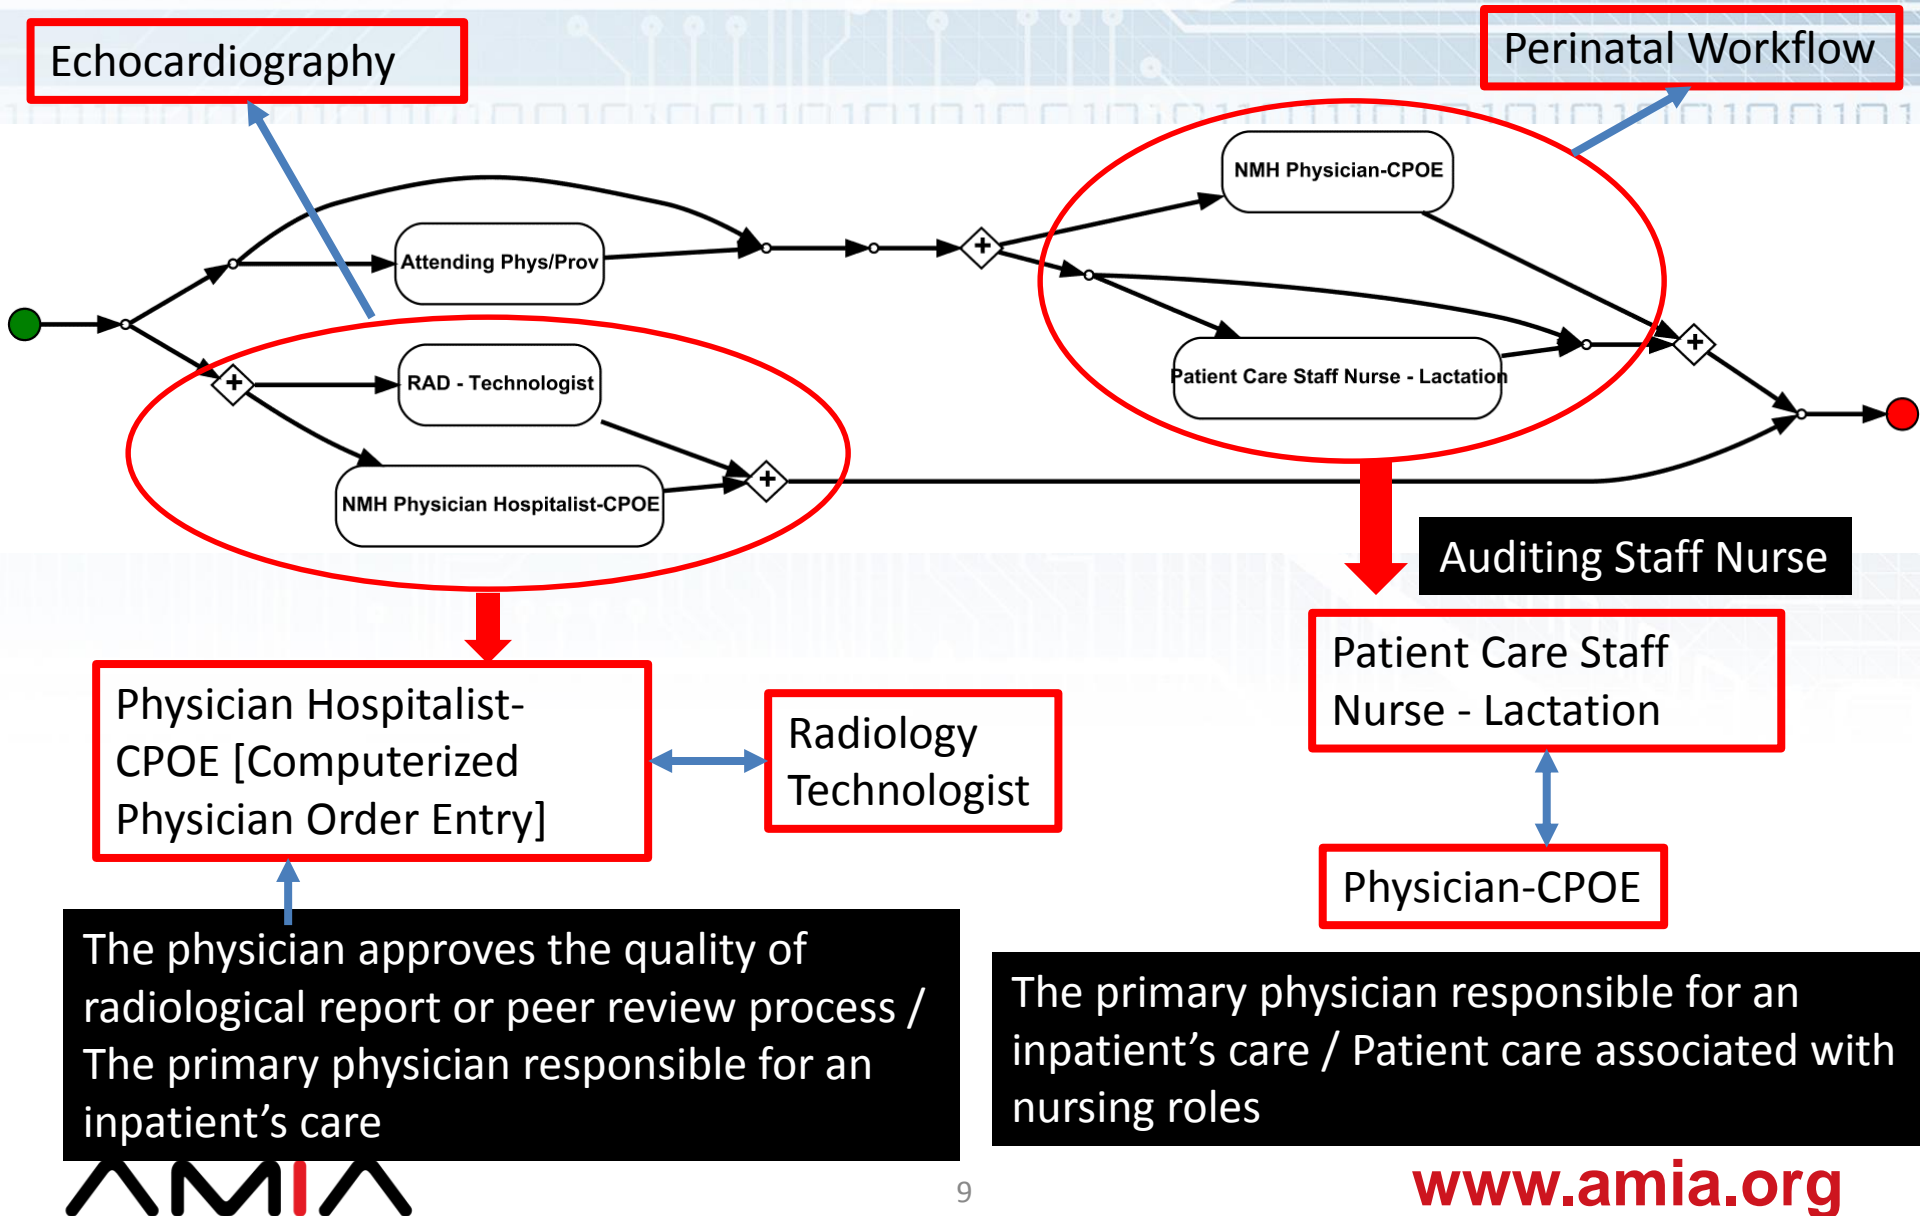 Echocardiography
Perinatal Workflow
NMH Physician-CPOE
Attending Phys/Prov
RAD - Technologist
Patient Care Staff Nurse - Lactation
NMH Physician Hospitalist-CPOE
Auditing Staff Nurse
Physician Hospitalist-
CPOE [Computerized
Physician Order Entry]
Radiology
Technologist
Patient Care Staff
Nurse - Lactation
Physician-CPOE
The physician approves the quality of
radiological report or peer review process /
The primary physician responsible for an
inpatient’s care
The primary physician responsible for an
inpatient’s care / Patient care associated with
nursing roles
AMIA
9
www.amia.org